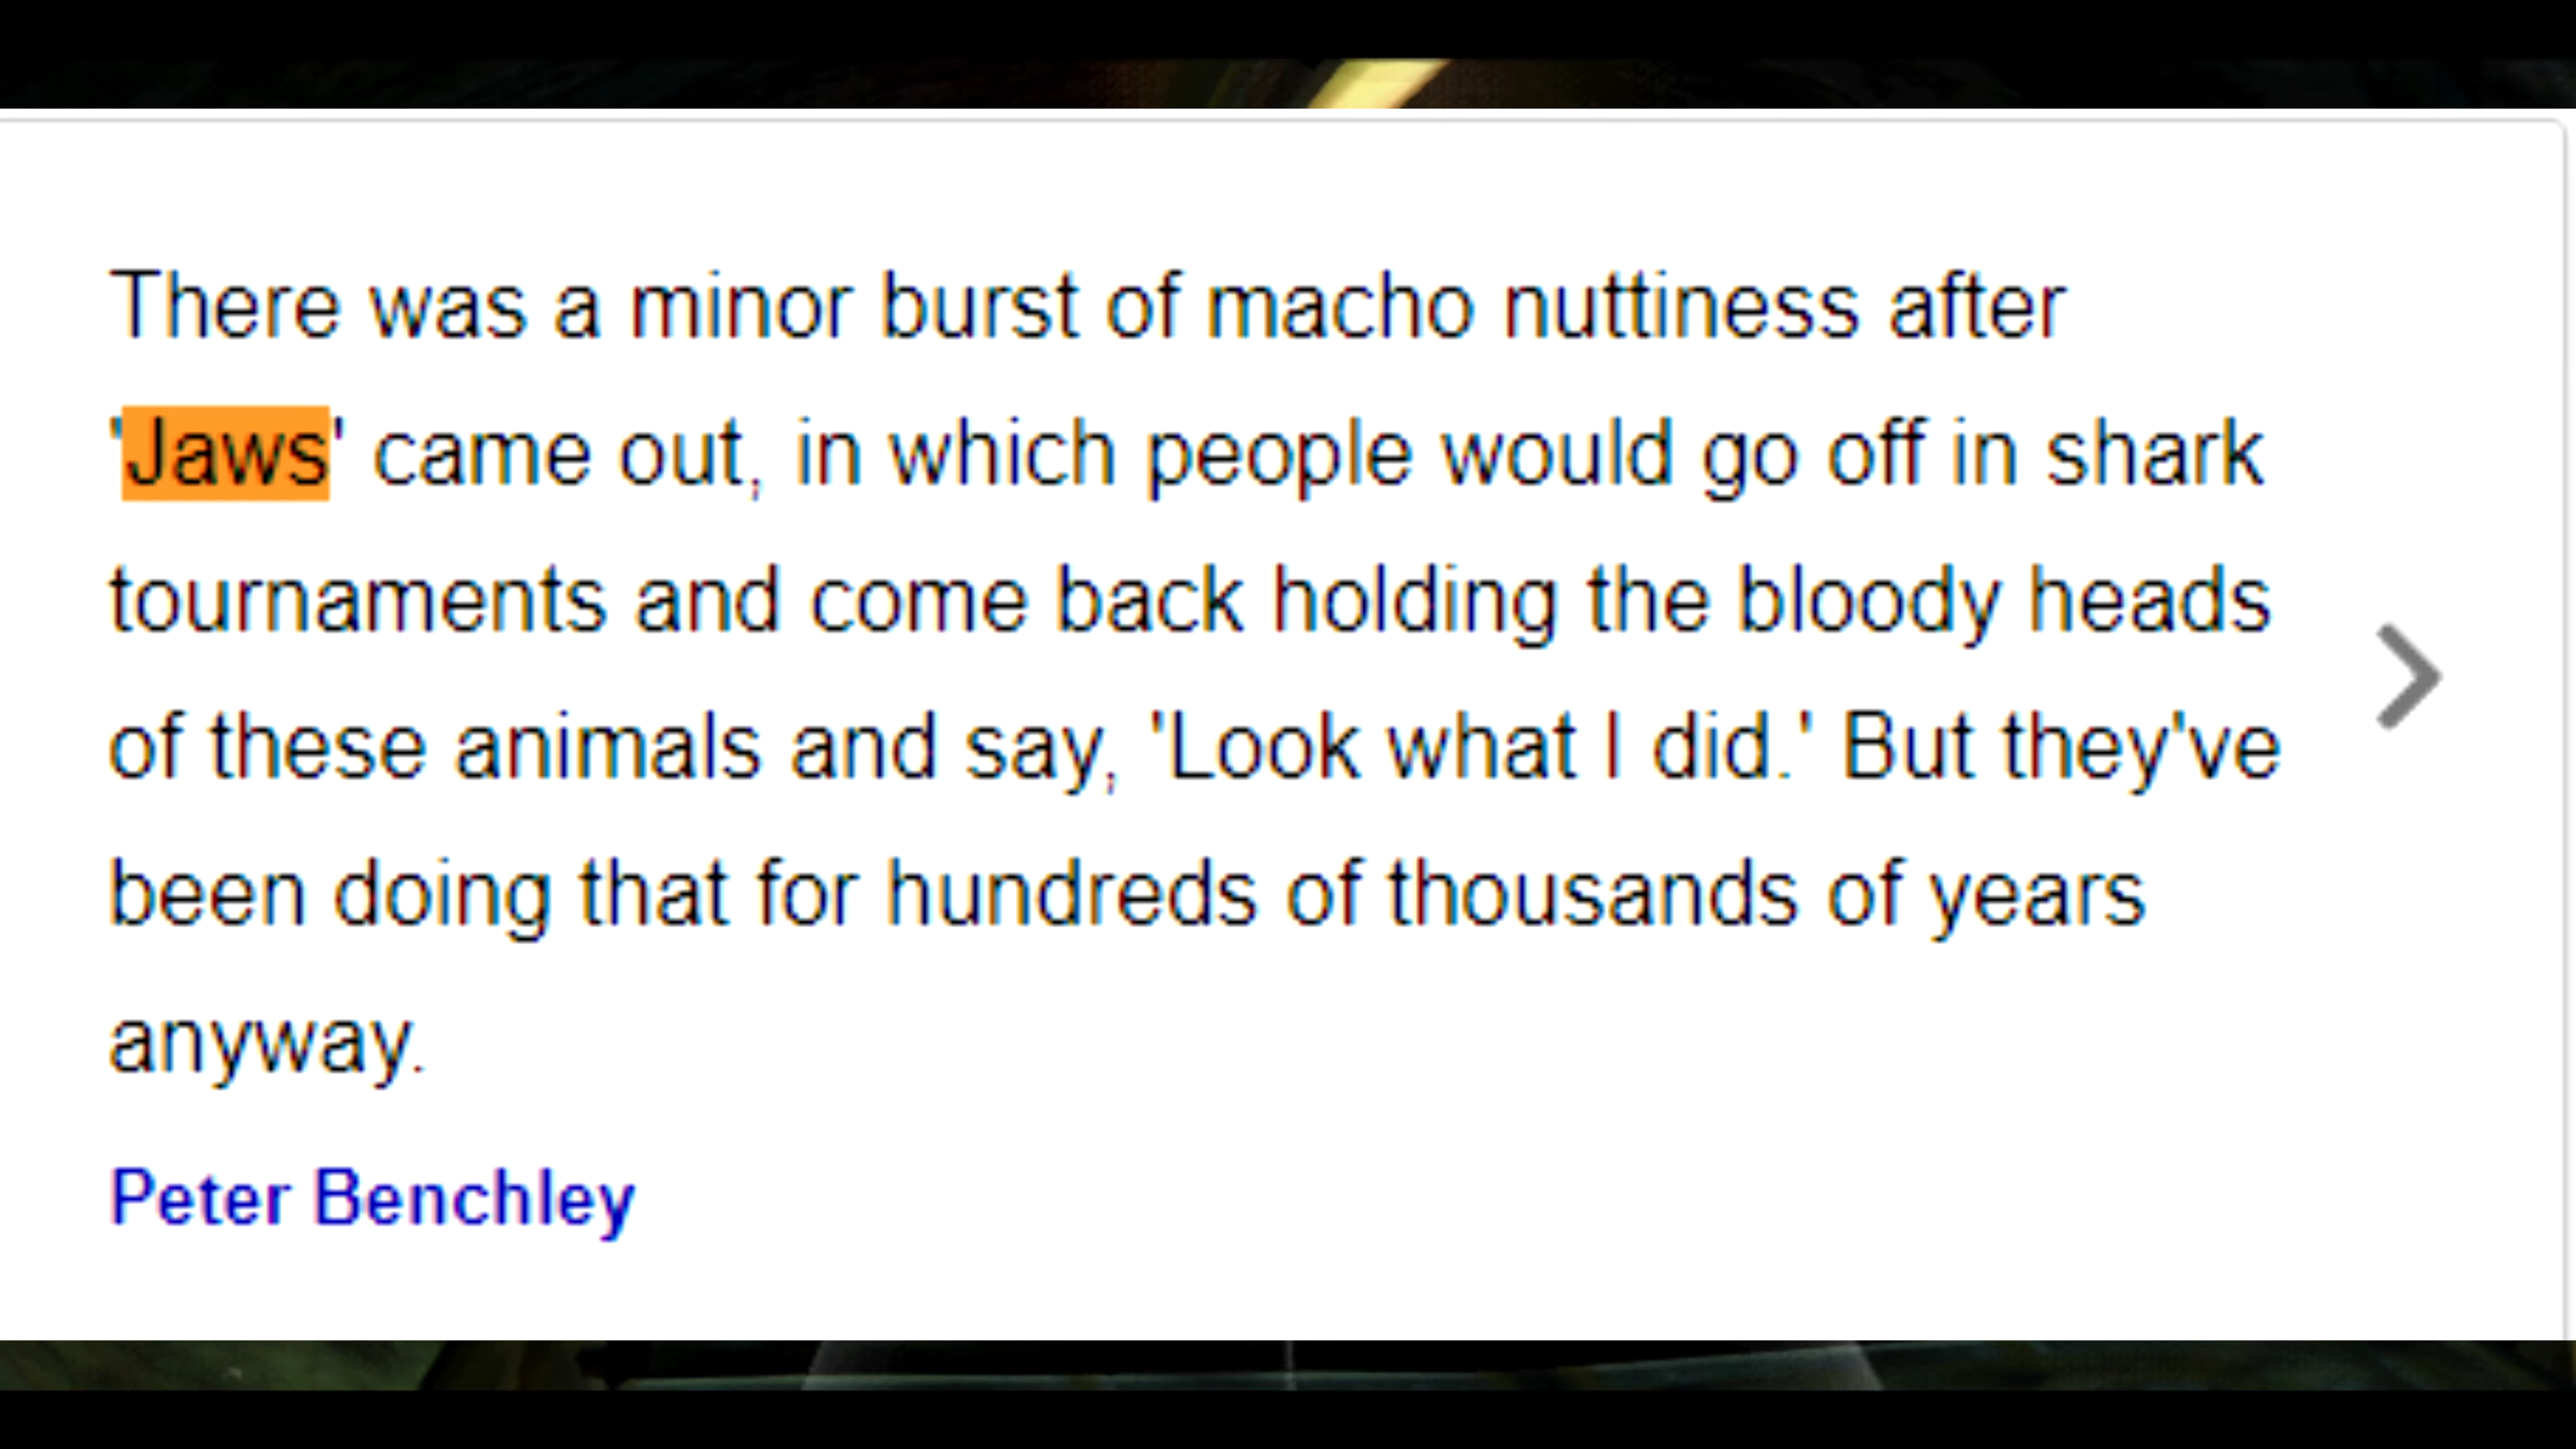 There was a minor burst of macho nuttiness after
'Jaws' came out, in which people would go off in shark
tournaments and come back holding the bloody heads
of these animals and say, 'Look what I did.' But they've
been doing that for hundreds of thousands of years
anyway.
Peter Benchley